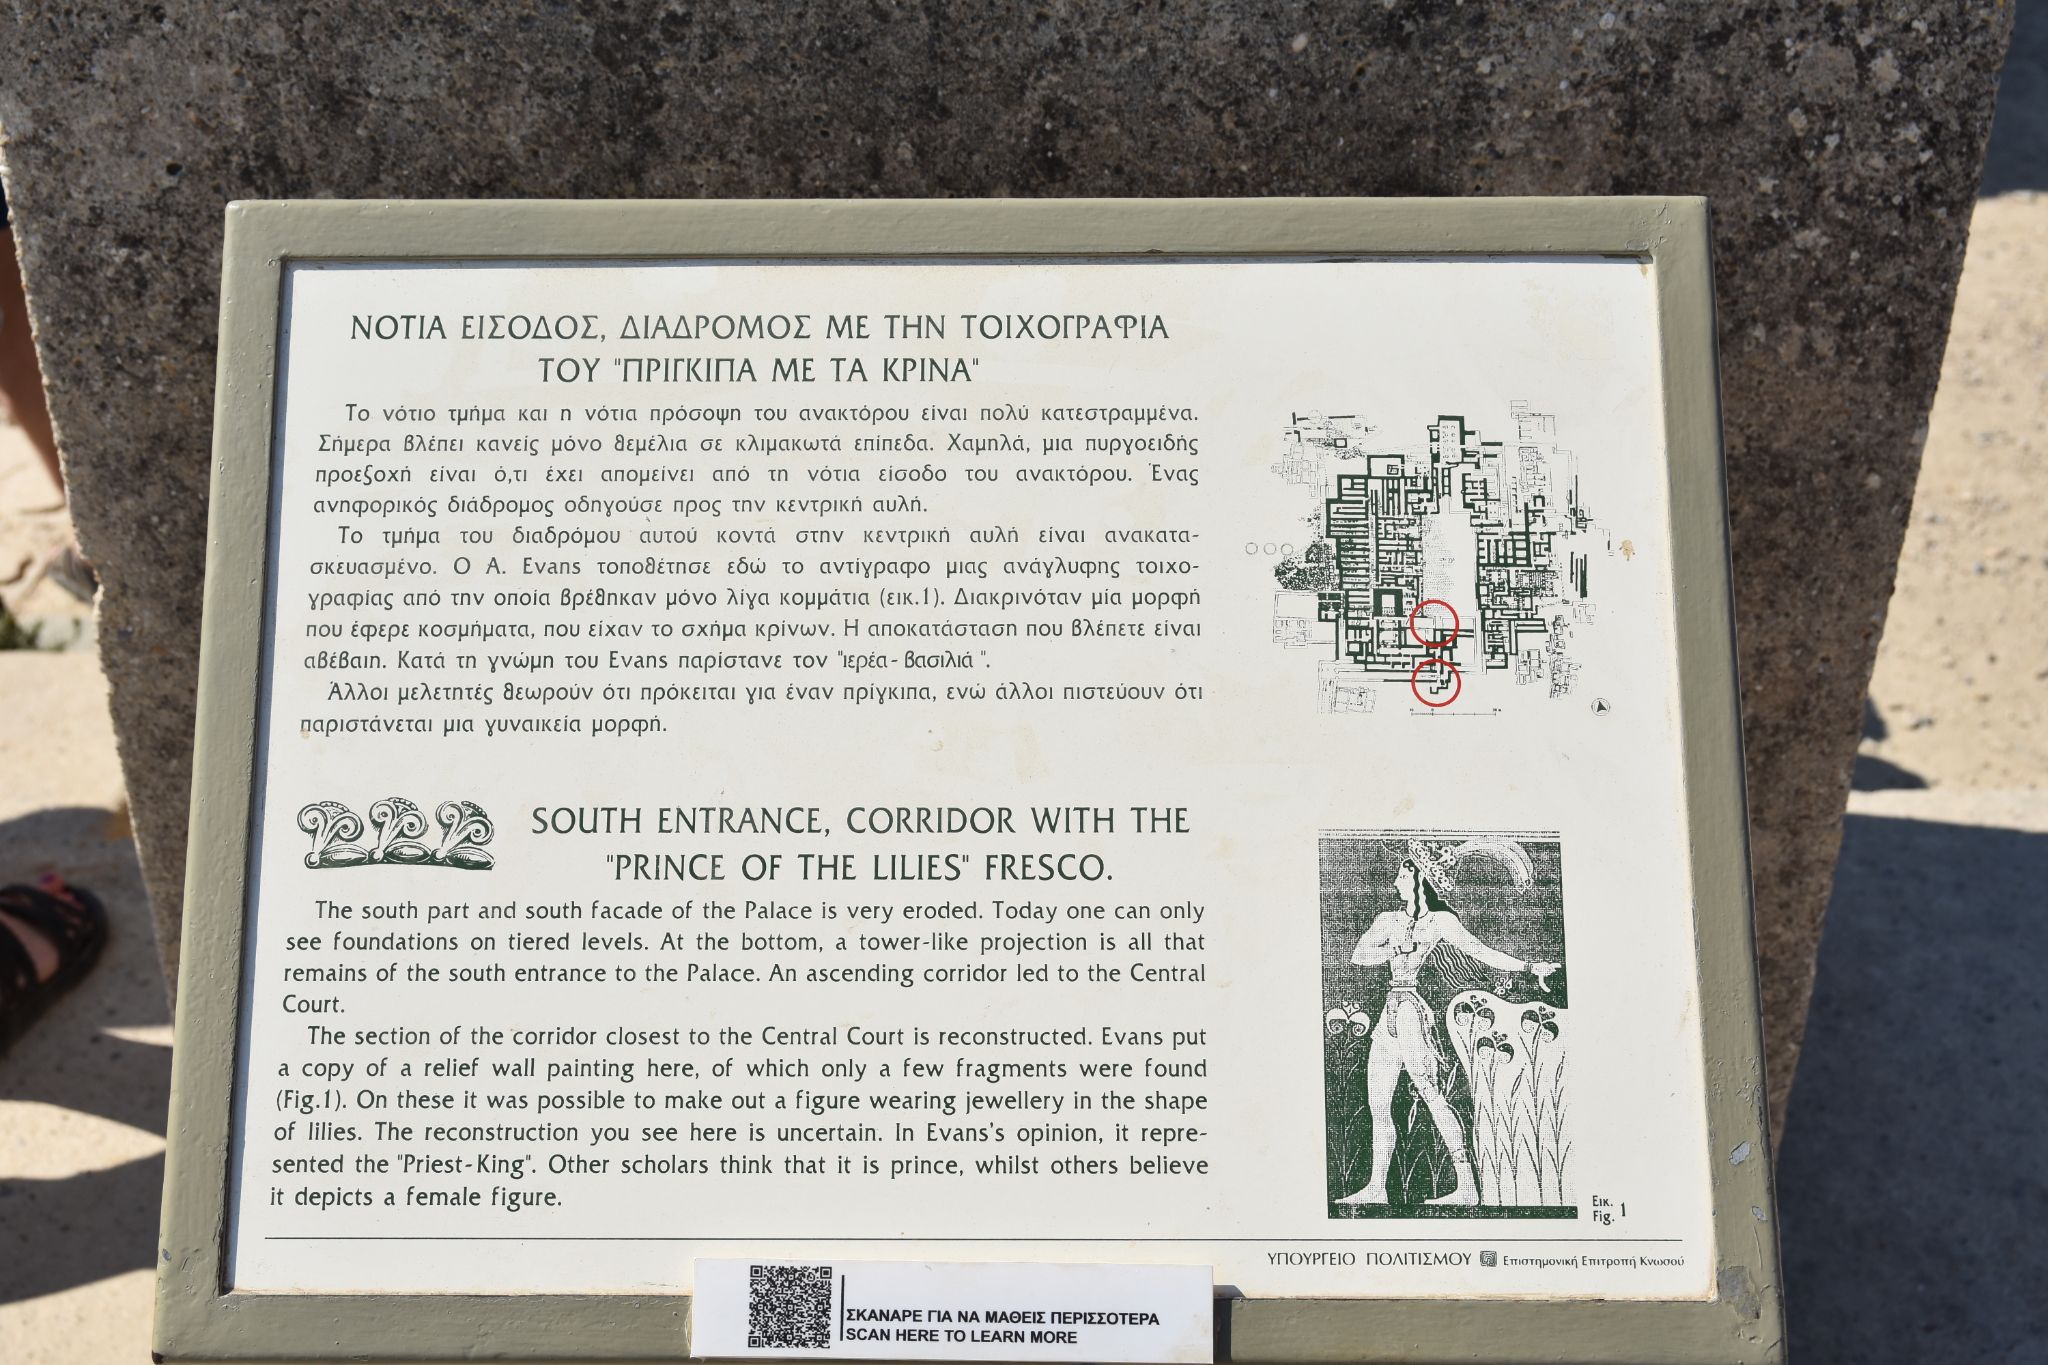 ΝΟΤΙΑ ΕΙΣΟΔΟΣ, ΔΙΑΔΡΟΜΟΣ ΜΕ ΤΗΝ ΤΟΙΧΟΓΡΑΦΙΑ
ΤΟΥ "ΠΡΙΓΚΙΠΑ ΜΕ ΤΑ ΚΡΙΝΑ"
Το νότιο τμήμα και η νότια πρόσοψη του ανακτόρου είναι πολύ κατεστραμμένα.
Σήμερα βλέπει κανείς μόνο θεμέλια σε κλιμακωτά επίπεδα. Χαμηλά, μια πυργοειδής
προεξοχή είναι ό,τι έχει απομείνει από τη νότια είσοδο του ανακτόρου. Ένας
ανηφορικός διάδρομος οδηγούσε προς την κεντρική αυλή.
Το τμήμα του διαδρόμου αυτού κοντά στην κεντρική αυλή είναι ανακατα-
σκευασμένο. Ο Α. Evans τοποθέτησε εδώ το αντίγραφο μιας ανάγλυφης τοιχο-
γραφίας από την οποία βρέθηκαν μόνο λίγα κομμάτια (εικ.1). Διακρινόταν μία μορφή
που έφερε κοσμήματα, που είχαν το σχήμα κρίνων. Η αποκατάσταση που βλέπετε είναι
αβέβαιη. Κατά τη γνώμη του Evans παρίστανε τον "ιερέα-βασιλιά ".
Άλλοι μελετητές θεωρούν ότι πρόκειται για έναν πρίγκιπα, ενώ άλλοι πιστεύουν ότι
παριστάνεται μια γυναικεία μορφή.
SOUTH ENTRANCE, CORRIDOR WITH THE
"PRINCE OF THE LILIES" FRESCO.
The south part and south facade of the Palace is very eroded. Today one can only
see foundations on tiered levels. At the bottom, a tower-like projection is all that
remains of the south entrance to the Palace. An ascending corridor led to the Central
Court.
The section of the corridor closest to the Central Court is reconstructed. Evans put
a copy of a relief wall painting here, of which only a few fragments were found
(Fig.1). On these it was possible to make out a figure wearing jewellery in the shape
of lilies. The reconstruction you see here is uncertain. In Evans's opinion, it repre-
sented the "Priest-King". Other scholars think that it is prince, whilst others believe
it depicts a female figure.
Εικ.
Fig. 1
ΥΠΟΥΡΓΕΙΟ ΠΟΛΙΤΙΣΜΟΥ Επιστημονική Επιτροπή Κνωσού
ΣΚΑΝΑΡΕ ΓΙΑ ΝΑ ΜΑΘΕΙΣ ΠΕΡΙΣΣΟΤΕΡΑ
SCAN HERE TO LEARN MORE